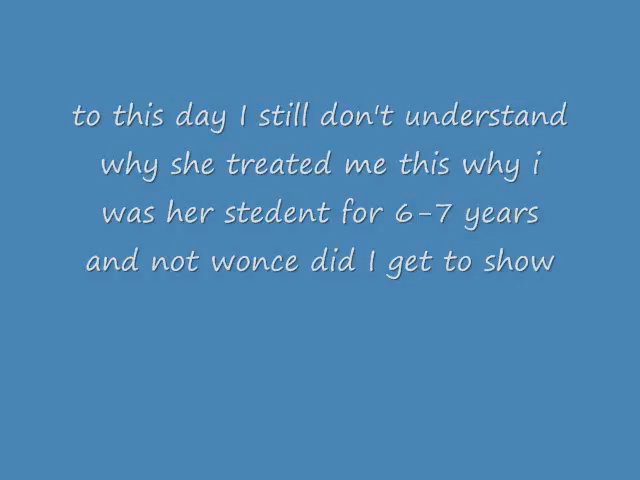 to this day I still don't understand
why she treated me this why i
was her stedent for 6-7 years
and not wonce did I get to show